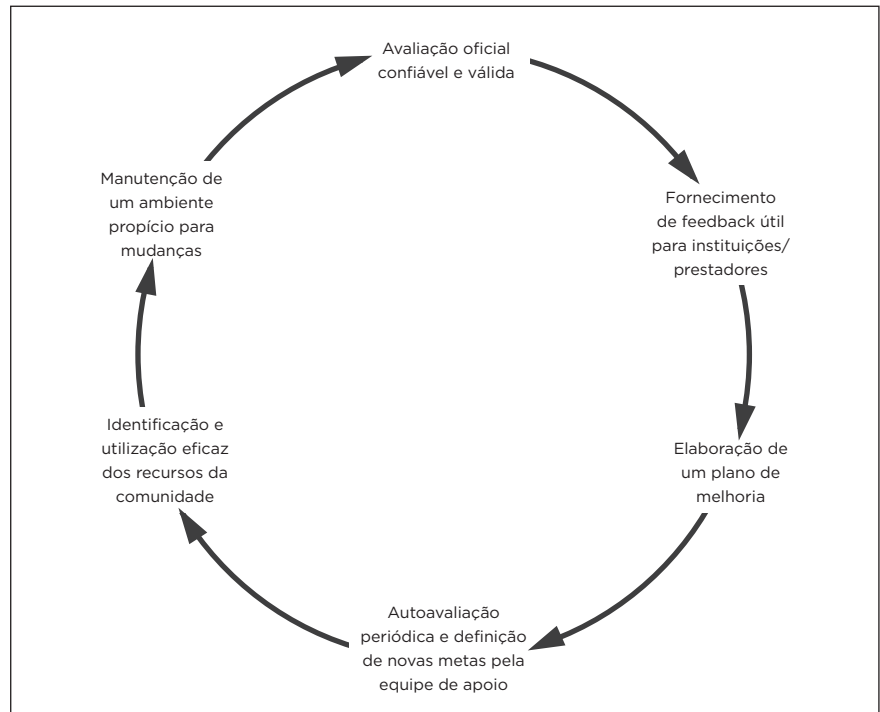 Avaliação oficial
confiável e válida
Fornecimento
de feedback útil
para instituições/
prestadores
Elaboração de
um plano de
melhoria
Autoavaliação
periódica e definição
de novas metas pela
equipe de apoio
Identificação e
utilização eficaz
dos recursos da
comunidade
Manutenção de
um ambiente
propício para
mudanças